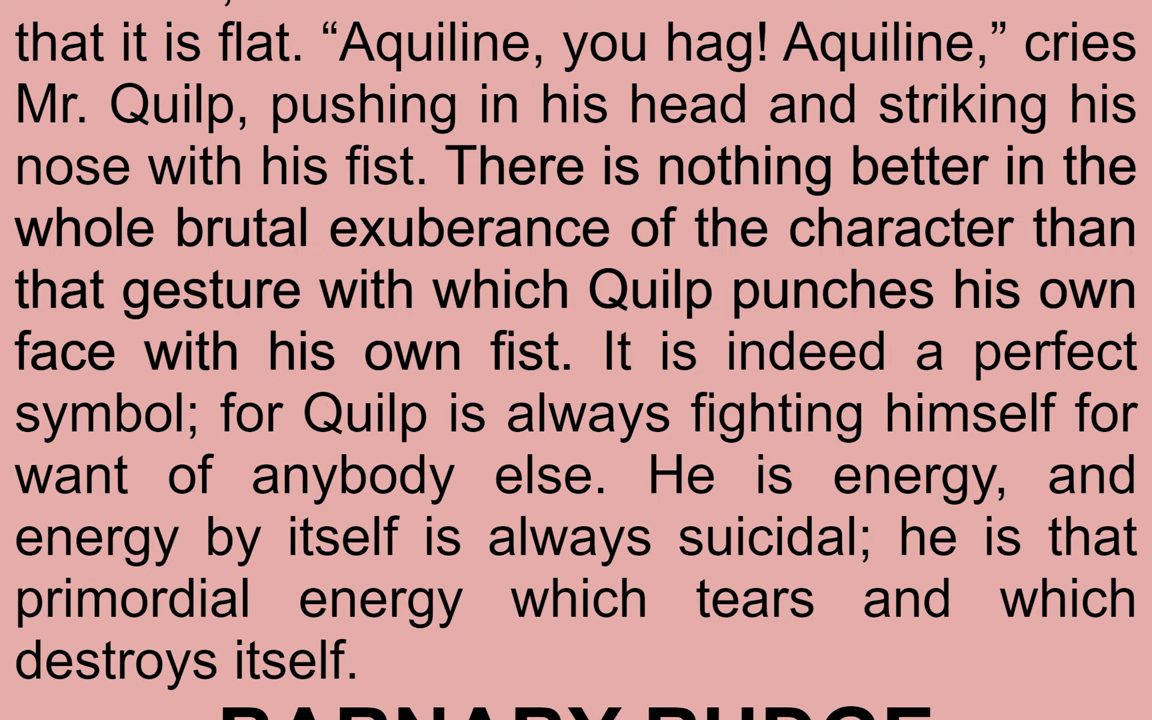 that it is flat. “Aquiline, you hag! Aquiline,” cries
Mr. Quilp, pushing in his head and striking his
nose with his fist. There is nothing better in the
whole brutal exuberance of the character than
that gesture with which Quilp punches his own
face with his own fist. It is indeed a perfect
symbol; for Quilp is always fighting himself for
want of anybody else. He is energy, and
energy by itself is always suicidal; he is that
primordial energy which tears and which
destroys itself.
BARNABY RUDGE